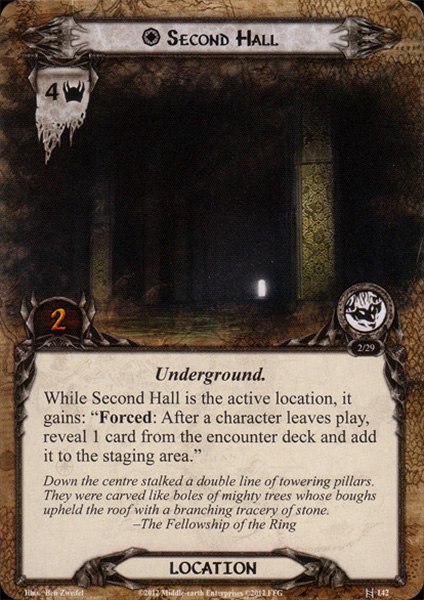 Second Hall
4
2
2/29
Underground.
While Second Hall is the active location, it
gains: “Forced: After a character leaves play,
reveal 1 card from the encounter deck and add
it to the staging area.”
Down the centre stalked a double line of towering pillars.
They were carved like boles of mighty trees whose boughs
upheld the roof with a branching tracery of stone.
–The Fellowship of the Ring
LOCATION
Illus. Ben Zweifel ©2012 Middle-earth Enterprises ©2012 FFG 142